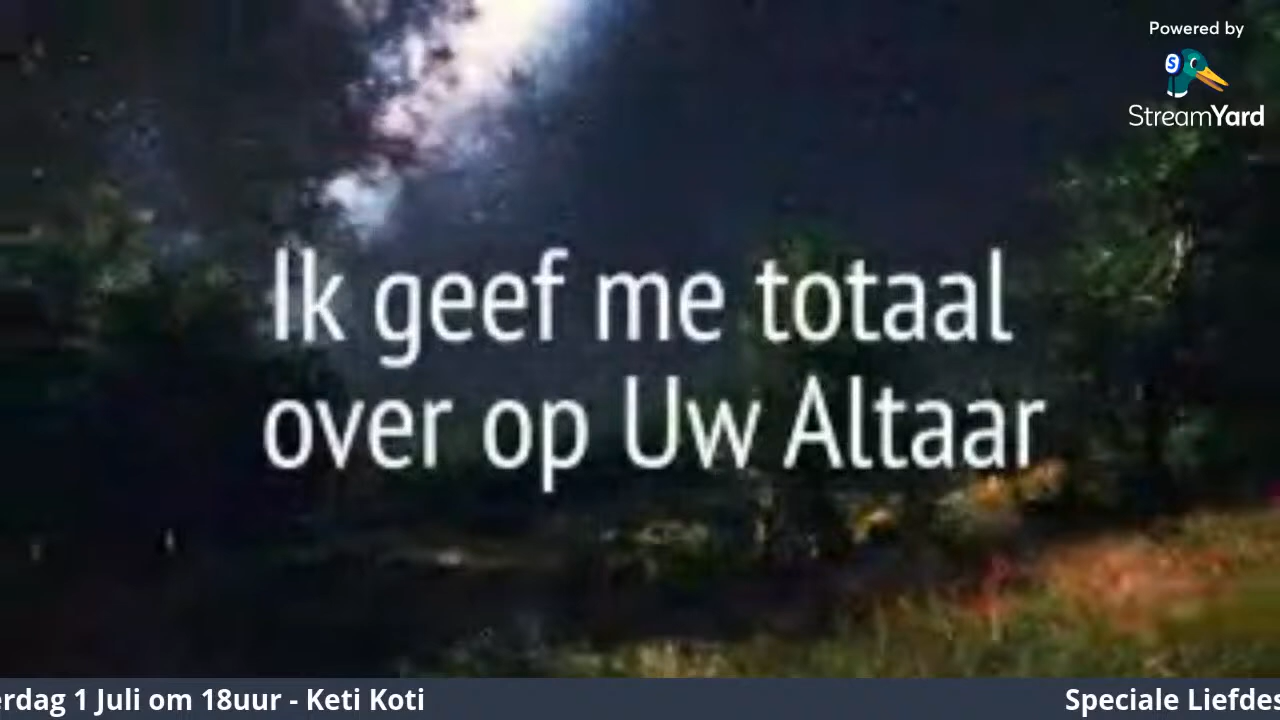 Powered by
S
StreamYard
Ik geef me totaal
over op Uw Altaar
erdag 1 Juli om 18uur - Keti Koti
Speciale Liefdes